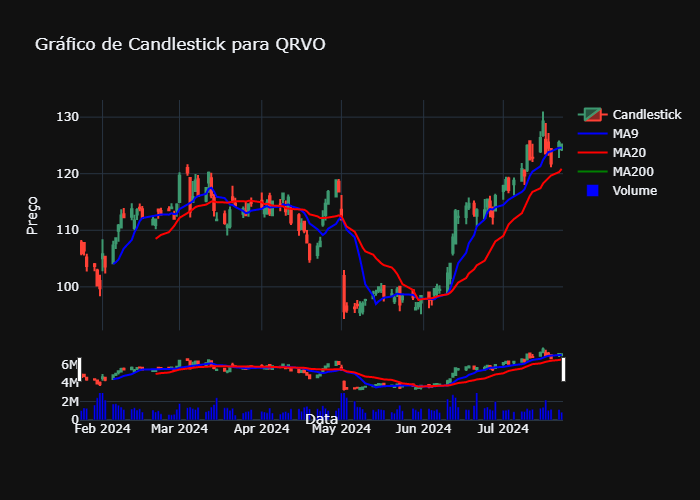 Gráfico de Candlestick para QRVO
Candlestick
MA9
MA20
MA200
Volume
Preço
130
120
110
100
6M
4M
2M
0
Feb 2024
Mar 2024
Apr 2024
May 2024
Jun 2024
Jul 2024
Data